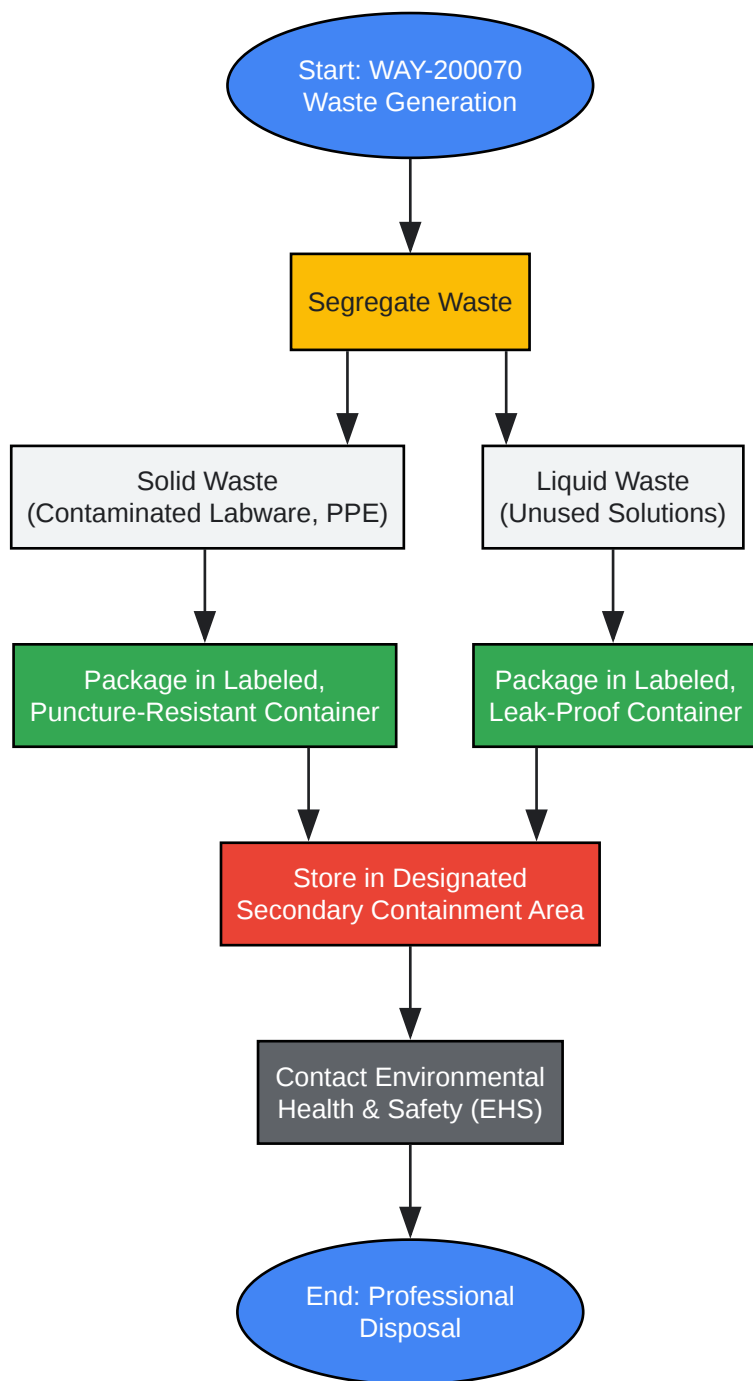 Start: WAY-200070
Waste Generation
Segregate Waste
Solid Waste
(Contaminated Labware, PPE)
Liquid Waste
(Unused Solutions)
Package in Labeled,
Puncture-Resistant Container
Package in Labeled,
Leak-Proof Container
Store in Designated
Secondary Containment Area
Contact Environmental
Health & Safety (EHS)
End: Professional
Disposal